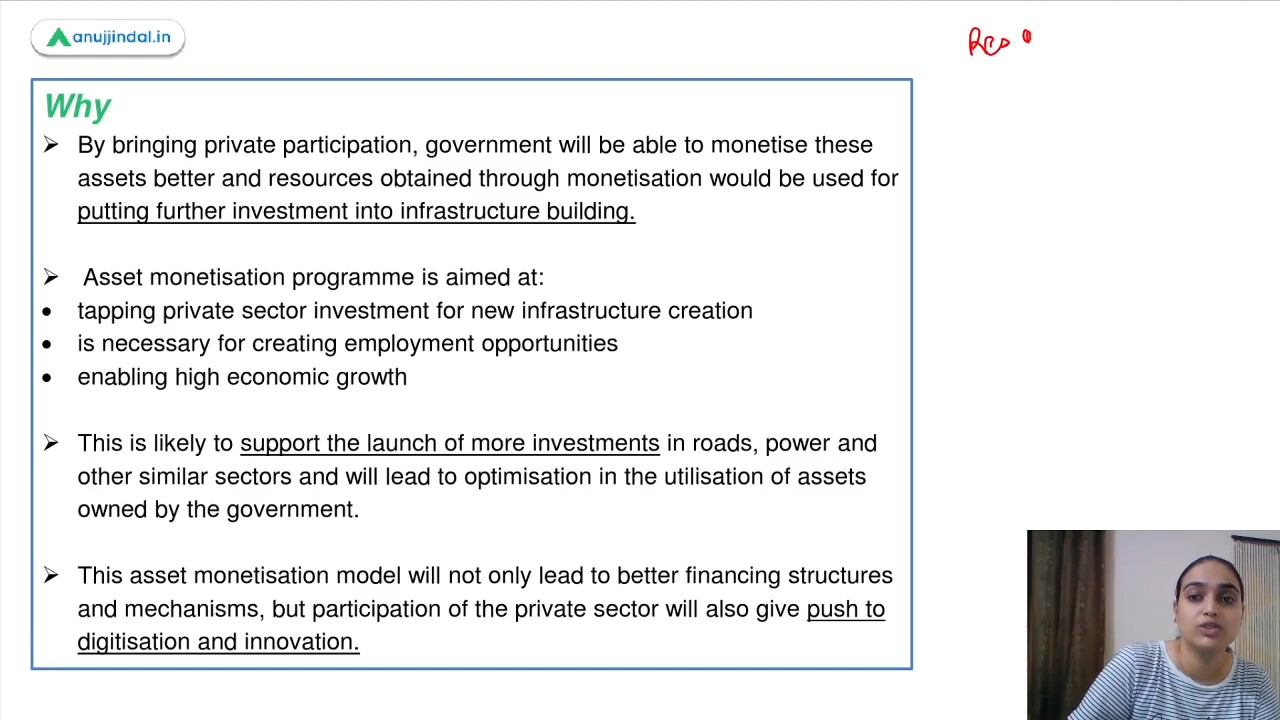 anujjindal.in
Why
➢ By bringing private participation, government will be able to monetise these
assets better and resources obtained through monetisation would be used for
putting further investment into infrastructure building.
➢ Asset monetisation programme is aimed at:
• tapping private sector investment for new infrastructure creation
• is necessary for creating employment opportunities
• enabling high economic growth
➢ This is likely to support the launch of more investments in roads, power and
other similar sectors and will lead to optimisation in the utilisation of assets
owned by the government.
➢ This asset monetisation model will not only lead to better financing structures
and mechanisms, but participation of the private sector will also give push to
digitisation and innovation.